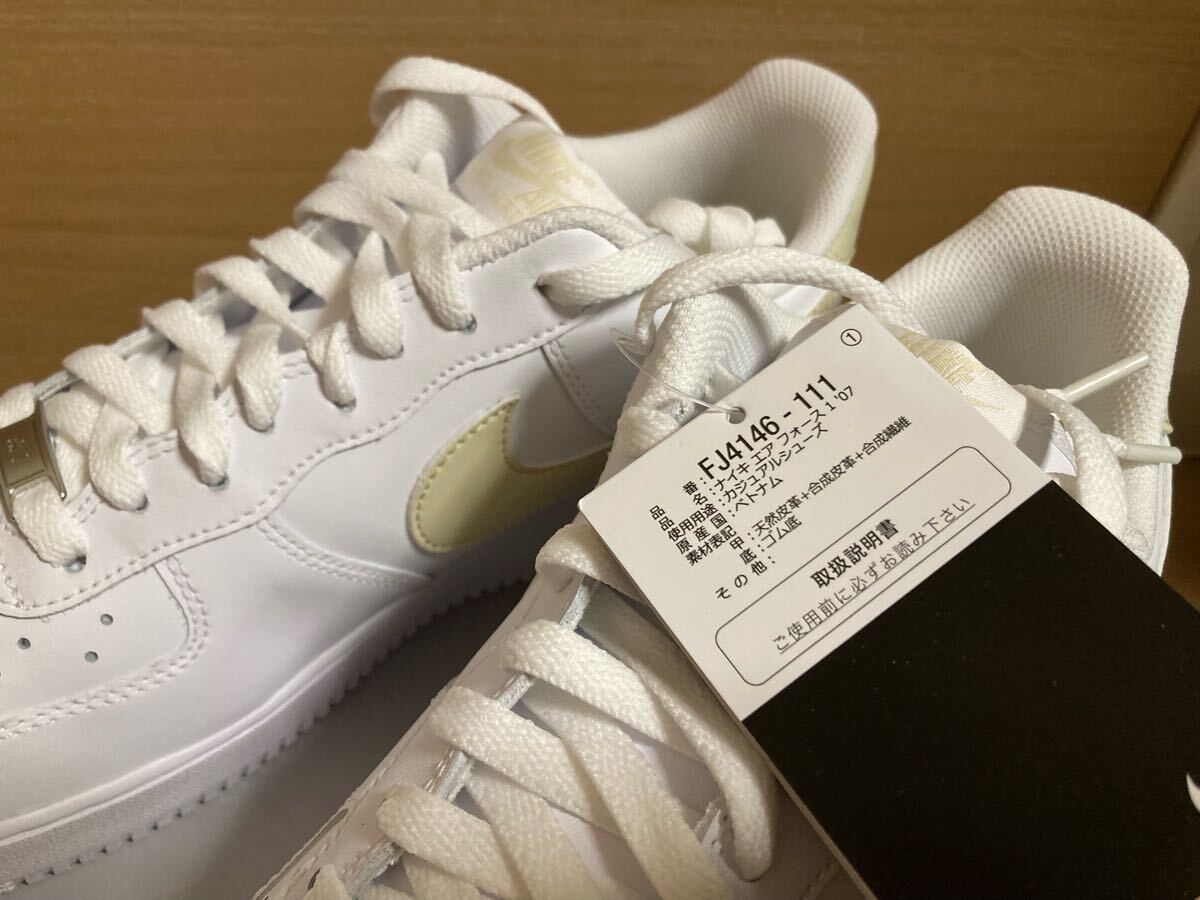 ①
品　番：FJ4146-111
品　名：ナイキ エア フォース 1 '07
使用用途：カジュアルシューズ
原産国：ベトナム
素材表記　甲：天然皮革+合成皮革+合成繊維
底：ゴム底
その他：
取扱説明書
ご使用前に必ずお読み下さい